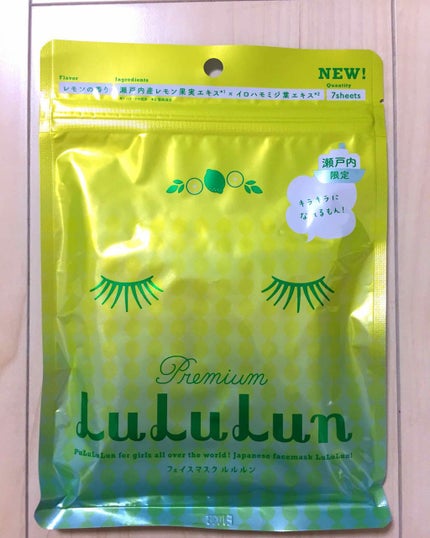 NEW!
Flavor Ingredients Quantity
レモンの香り 瀬戸内産レモン果実エキス*1 × イロハモミジ葉エキス*2 7sheets
瀬戸内
限定
キラキラに
なれるもん!
Premium
LuLuLun
PuLuLuLun for girls all over the world! Japanese facemask LuLuLun!
フェイスマスク ルルルン